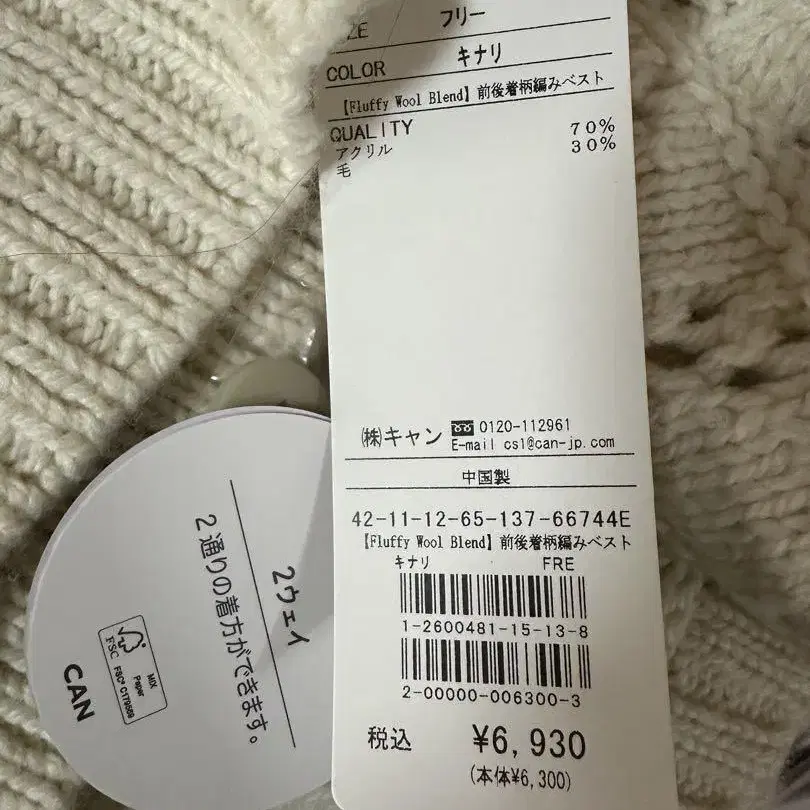 フリー
COLOR キナリ
【Fluffy Wool Blend】前後着柄編みベスト
QUALITY
アクリル 70%
毛 30%
㈱キャン 0120-112961
E-mail cs1@can-jp.com
中国製
42-11-12-65-137-66744E
【Fluffy Wool Blend】前後着柄編みベスト
キナリ FRE
1-2600481-15-13-8
2-00000-006300-3
税込 ¥6,930
(本体¥6,300)
2ウェイ
2通りの着方ができます。
FSC
MIX
Paper
FSC® C179559
CAN